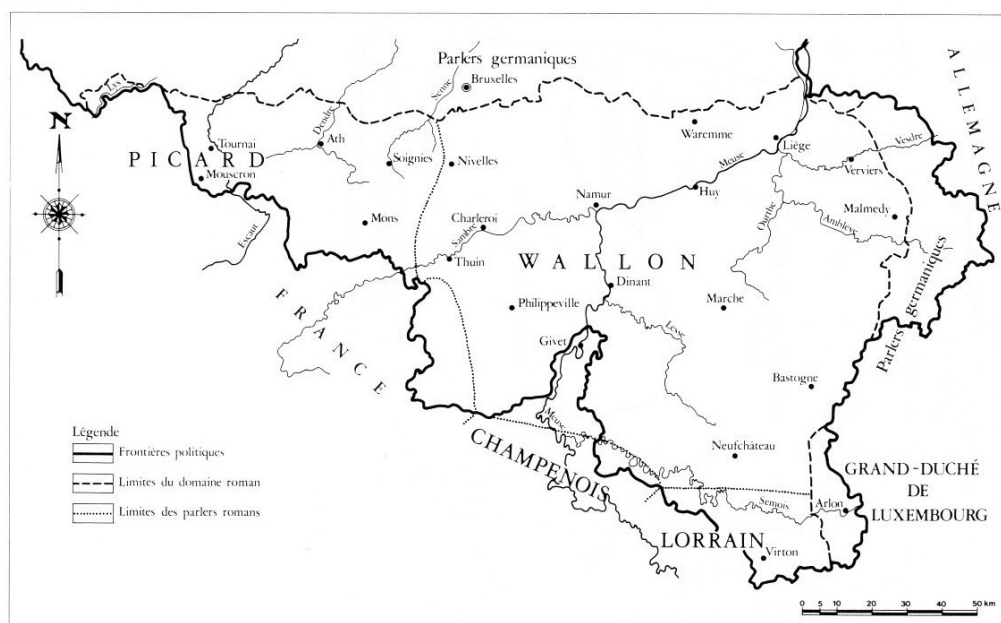 Parlers germaniques
Bruxelles
ALLEMAGNE
Lys
Senne
Dendre
N
Tournai
Ath
Soignies
Nivelles
Waremme
Liége
Vesdre
Verviers
PICARD
Mouscron
Meuse
Huy
Namur
Malmedy
Mons
Charleroi
Sambre
Ourthe
Amblève
Escaut
Thuin
WALLON
Dinant
Philippeville
Marche
Parlers germaniques
FRANCE
Lesse
Givet
Bastogne
Meuse
Neufchâteau
CHAMPENOIS
GRAND-DUCHÉ
DE
LUXEMBOURG
Semois
Arlon
LORRAIN
Virton
Légende
Frontières politiques
Limites du domaine roman
Limites des parlers romans
0 5 10 20 30 40 50 km